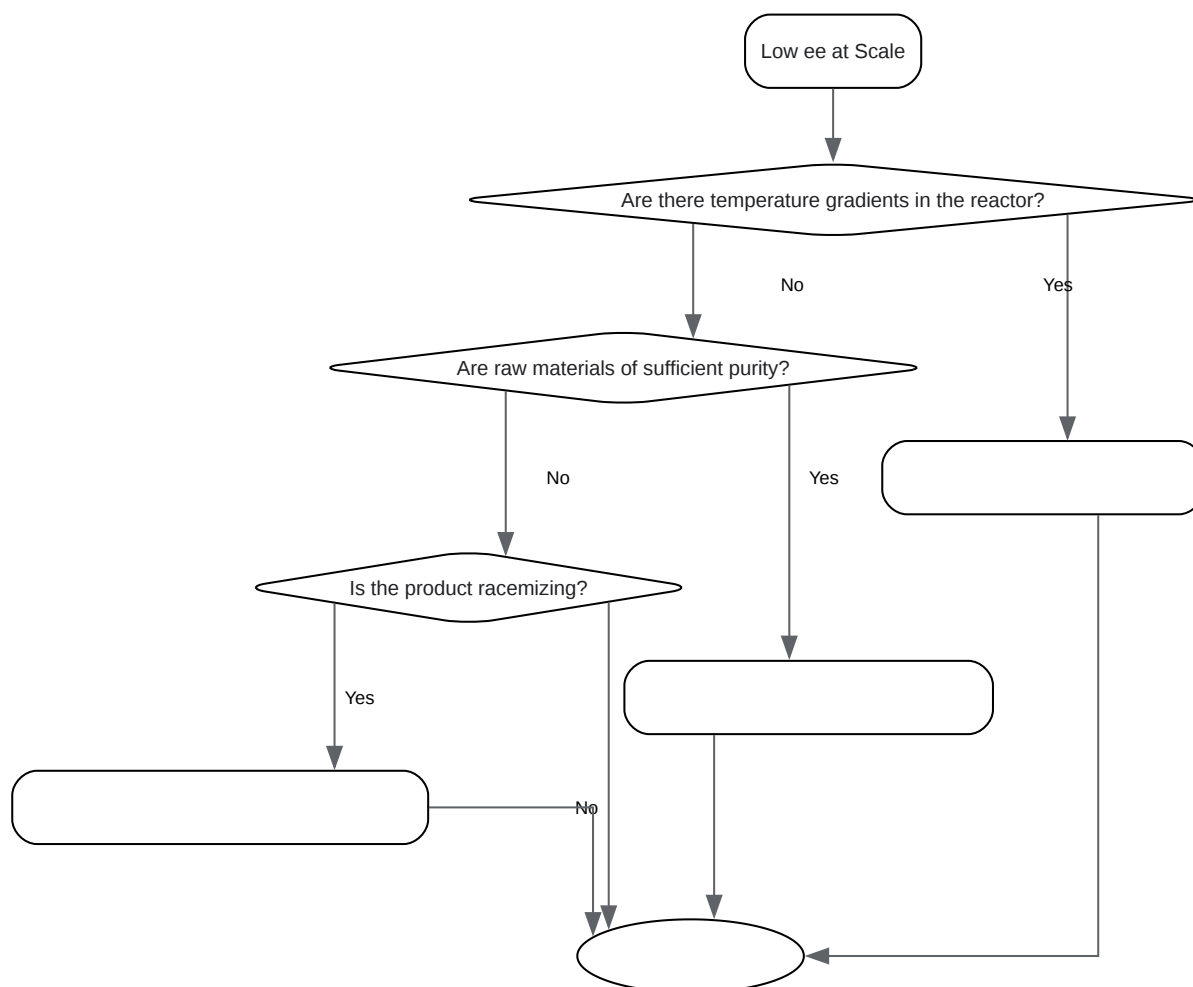 Low ee at Scale
Are there temperature gradients in the reactor?
No
Yes
Are raw materials of sufficient purity?
No
Yes
Is the product racemizing?
Yes
No